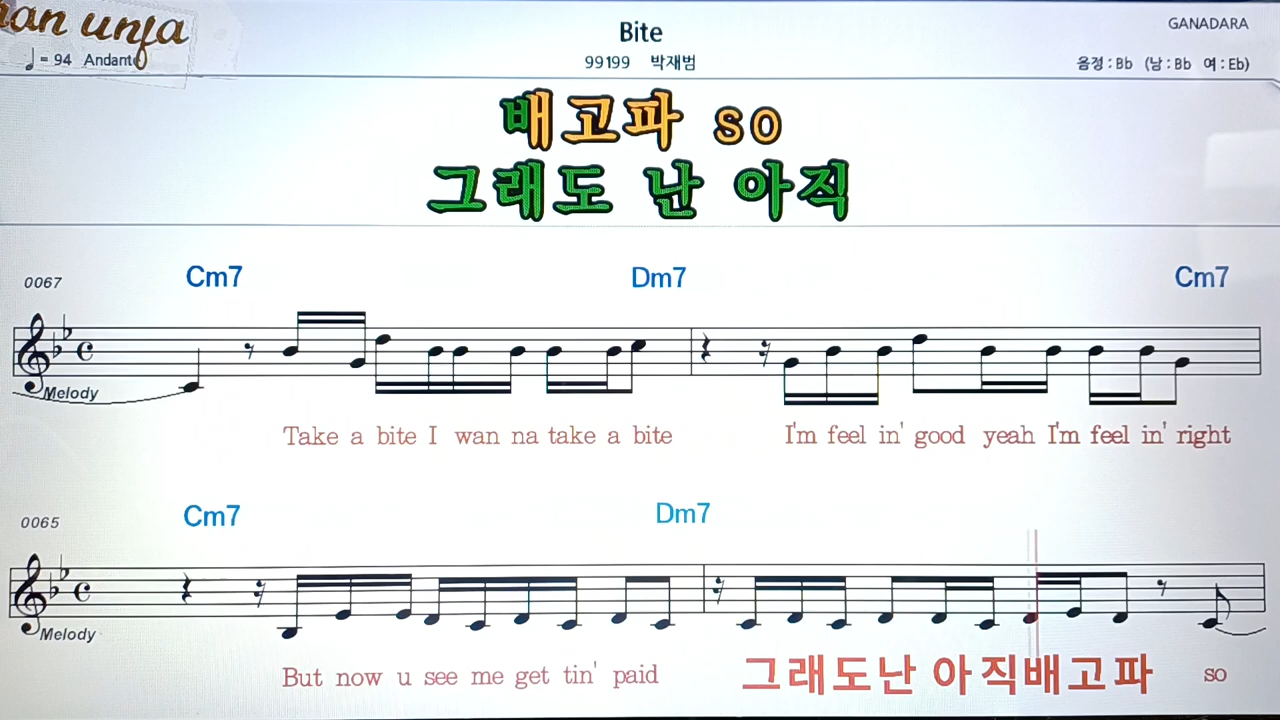 Bite
GANADARA
♩= 94 Andante
99199 박재범
음정 : Bb (남 : Bb 여 : Eb)
배고파 so
그래도 난 아직
0067 Cm7 Dm7 Cm7
Melody
Take a bite I wan na take a bite I'm feel in' good yeah I'm feel in' right
0065 Cm7 Dm7
Melody
But now u see me get tin' paid 그래도난 아직배고파 so